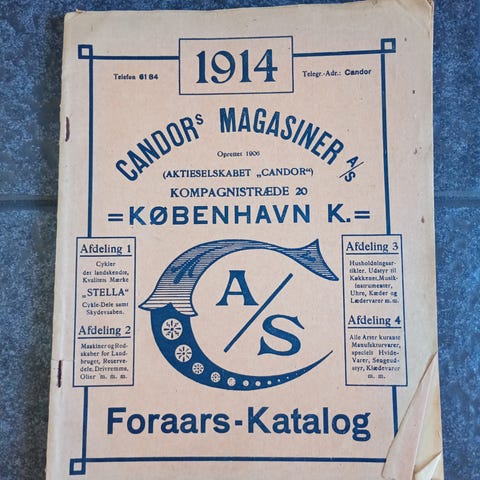 1914
Telefon 6184
Telegr.-Adr.: Candor
CANDORs MAGASINER A/S
Oprettet 1906
(AKTIESELSKABET „CANDOR“)
KOMPAGNISTRÆDE 20
=KØBENHAVN K.=
Afdeling 1
Cykler
det landskendte,
Kvalitets Mærke
„STELLA“
Cykle-Dele samt
Skydevaaben.
Afdeling 2
Maskiner og Red-
skaber for Land-
bruget, Reserve-
dele, Drivremme,
Olier m. m. m.
A/S
Afdeling 3
Husholdningsar-
tikler. Udstyr til
Køkkenet, Musik-
instrumenter,
Uhre, Kæder og
Lædervarer m. m.
Afdeling 4
Alle Arter kurante
Manufakturvarer,
specielt Hvide-
Varer, Sengeud-
styr, Klædevarer
m. m.
Foraars-Katalog